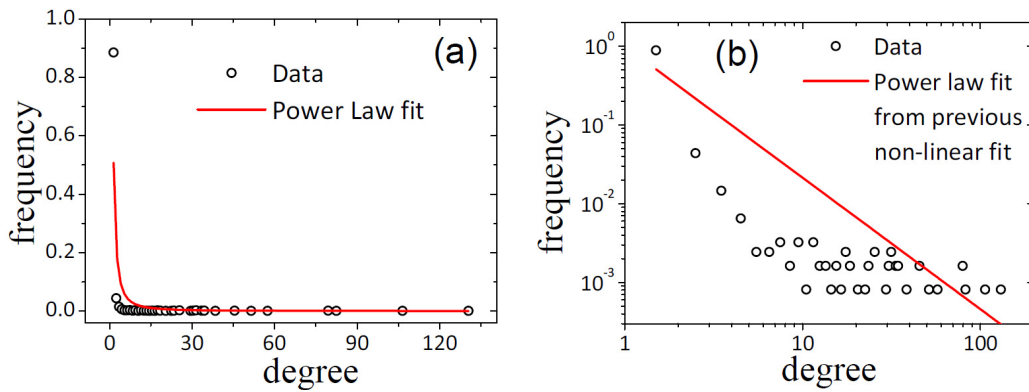 (a)
Data
Power Law fit
frequency
1.0
0.8
0.6
0.4
0.2
0.0
0 30 60 90 120
degree
(b)
Data
Power law fit
from previous
non-linear fit
frequency
10^0
10^-1
10^-2
10^-3
1 10 100
degree